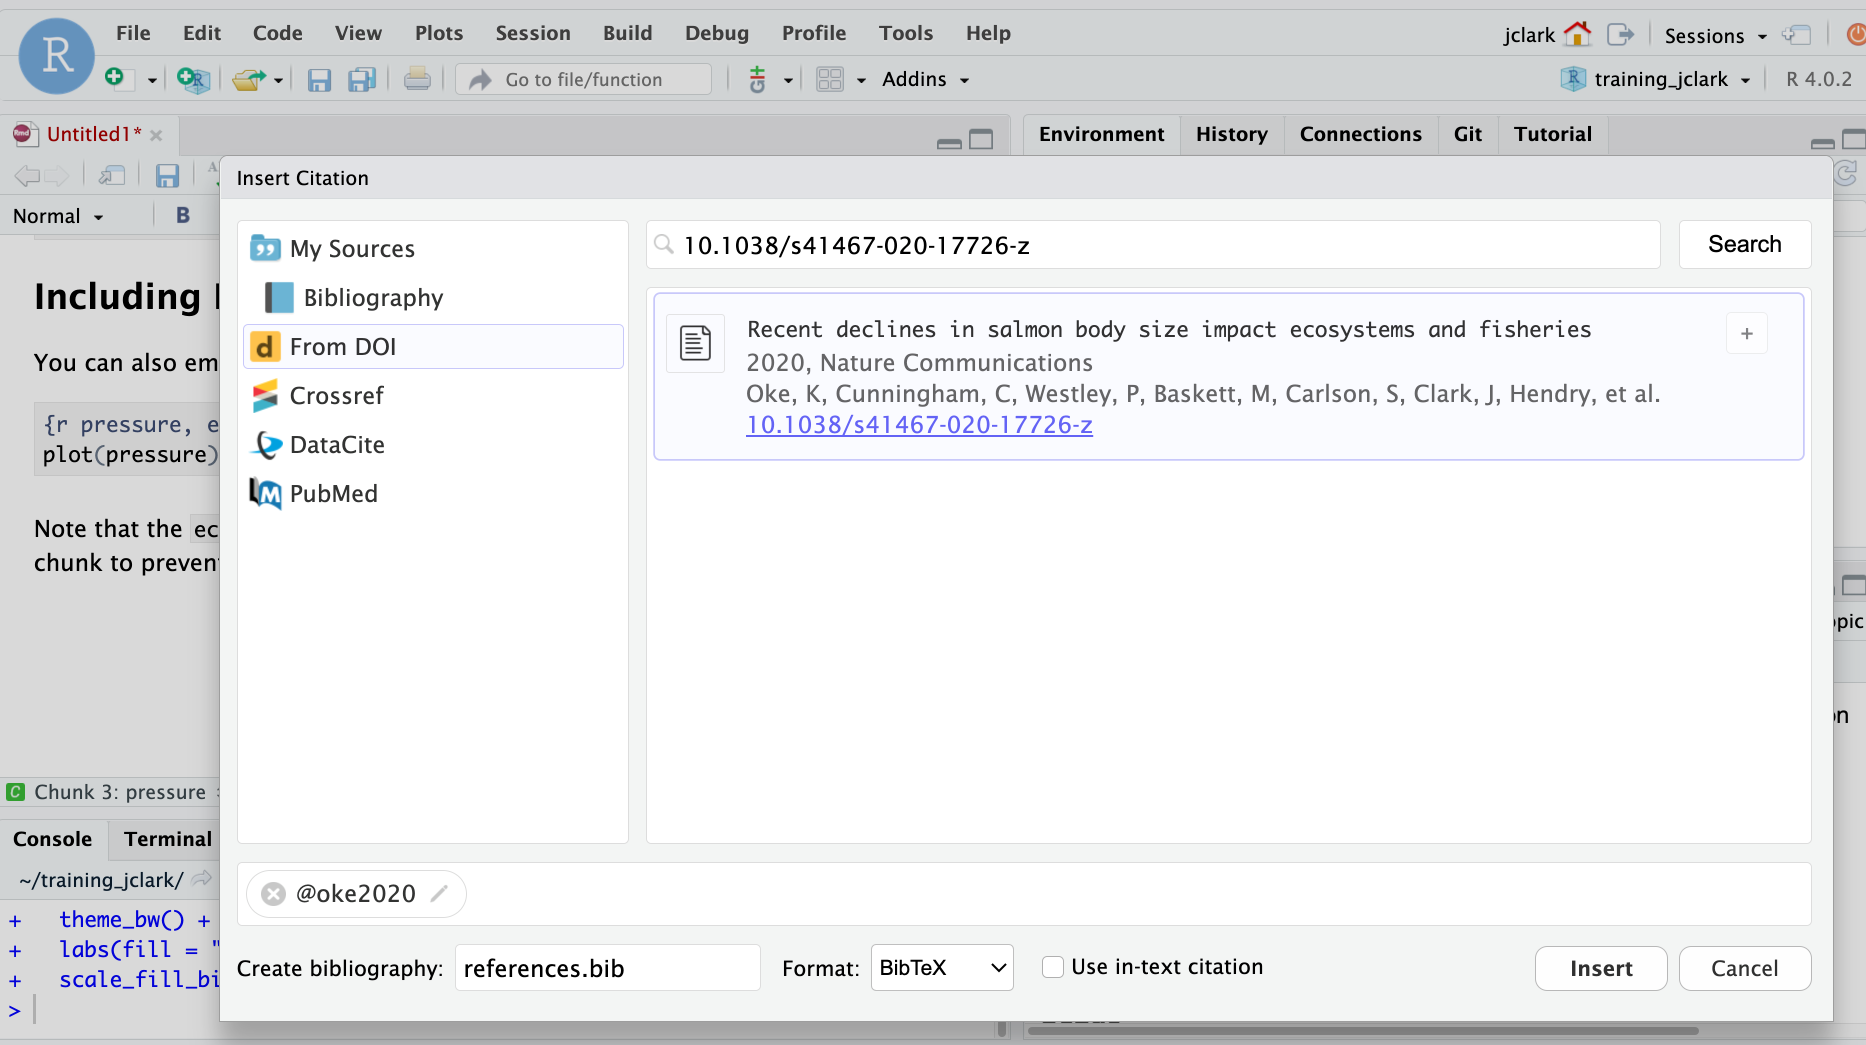 R
File Edit Code View Plots Session Build Debug Profile Tools Help
jclark Sessions
Go to file/function
Addins
training_jclark R 4.0.2
Untitled1*
Environment History Connections Git Tutorial
Normal B
Including
You can also em
{r pressure, e
plot(pressure)
Note that the ec
chunk to prevent
Chunk 3: pressure
Console Terminal
~/training_jclark/
+ theme_bw() +
+ labs(fill = "
+ scale_fill_bi
>
Insert Citation
My Sources
Bibliography
From DOI
Crossref
DataCite
PubMed
10.1038/s41467-020-17726-z
Search
Recent declines in salmon body size impact ecosystems and fisheries
2020, Nature Communications
Oke, K, Cunningham, C, Westley, P, Baskett, M, Carlson, S, Clark, J, Hendry, et al.
10.1038/s41467-020-17726-z
+
@oke2020
Create bibliography: references.bib Format: BibTeX Use in-text citation
Insert Cancel
opic
on